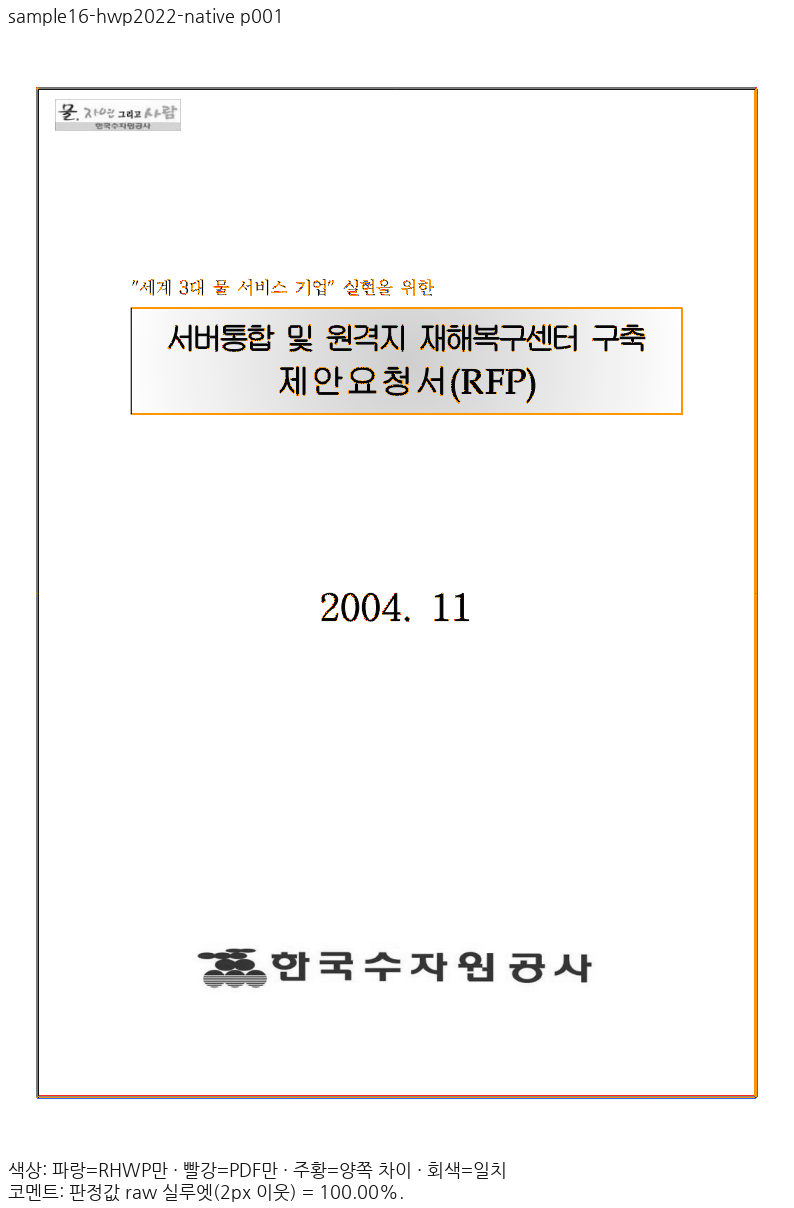 sample16-hwp2022-native p001
물, 자연 그리고 사람
한국수자원공사
"세계 3대 물 서비스 기업" 실현을 위한
서버통합 및 원격지 재해복구센터 구축
제안요청서(RFP)
2004. 11
한국수자원공사
색상: 파랑=RHWP만 · 빨강=PDF만 · 주황=양쪽 차이 · 회색=일치
코멘트: 판정값 raw 실루엣(2px 이웃) = 100.00%.